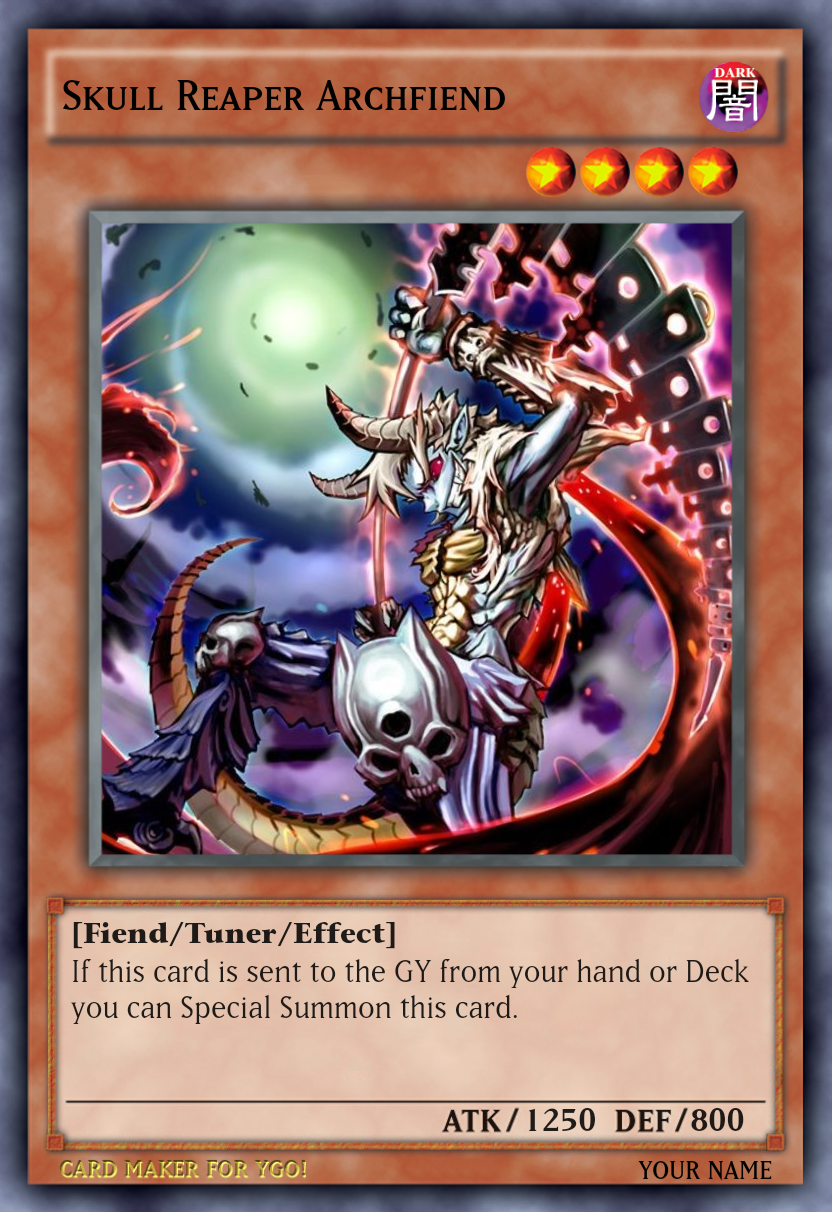 Skull Reaper Archfiend
DARK
闇
[Fiend/Tuner/Effect]
If this card is sent to the GY from your hand or Deck
you can Special Summon this card.
ATK/1250 DEF/800
CARD MAKER FOR YGO!
YOUR NAME